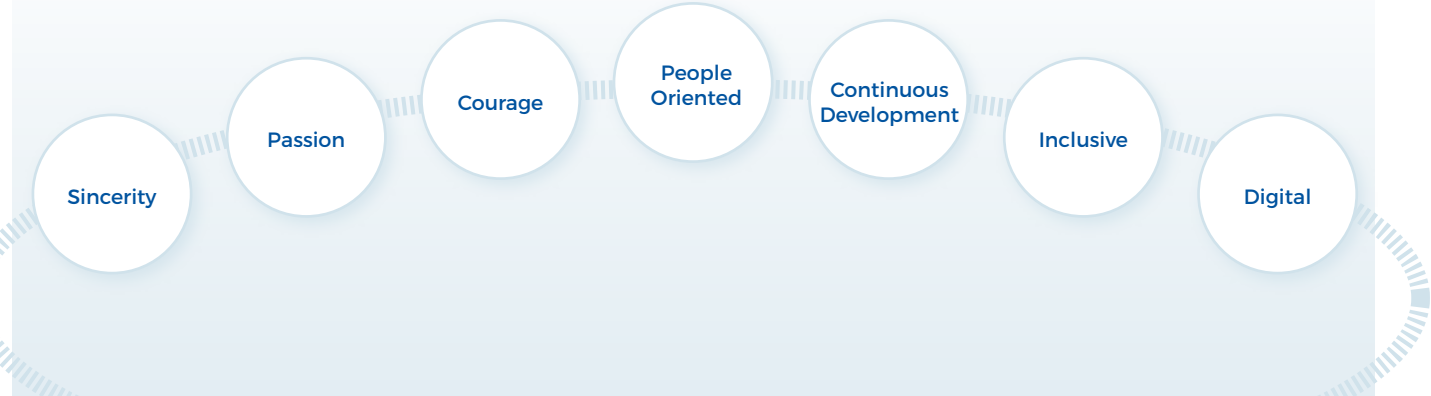 Sincerity
Passion
Courage
People
Oriented
Continuous
Development
Inclusive
Digital